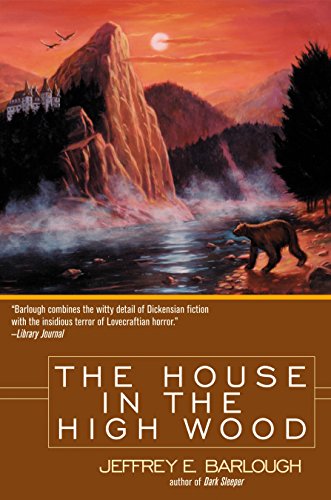 "Barlough combines the witty detail of Dickensian fiction
with the insidious terror of Lovecraftian horror."
—Library Journal
THE HOUSE
IN THE
HIGH WOOD
JEFFREY E. BARLOUGH
author of Dark Sleeper